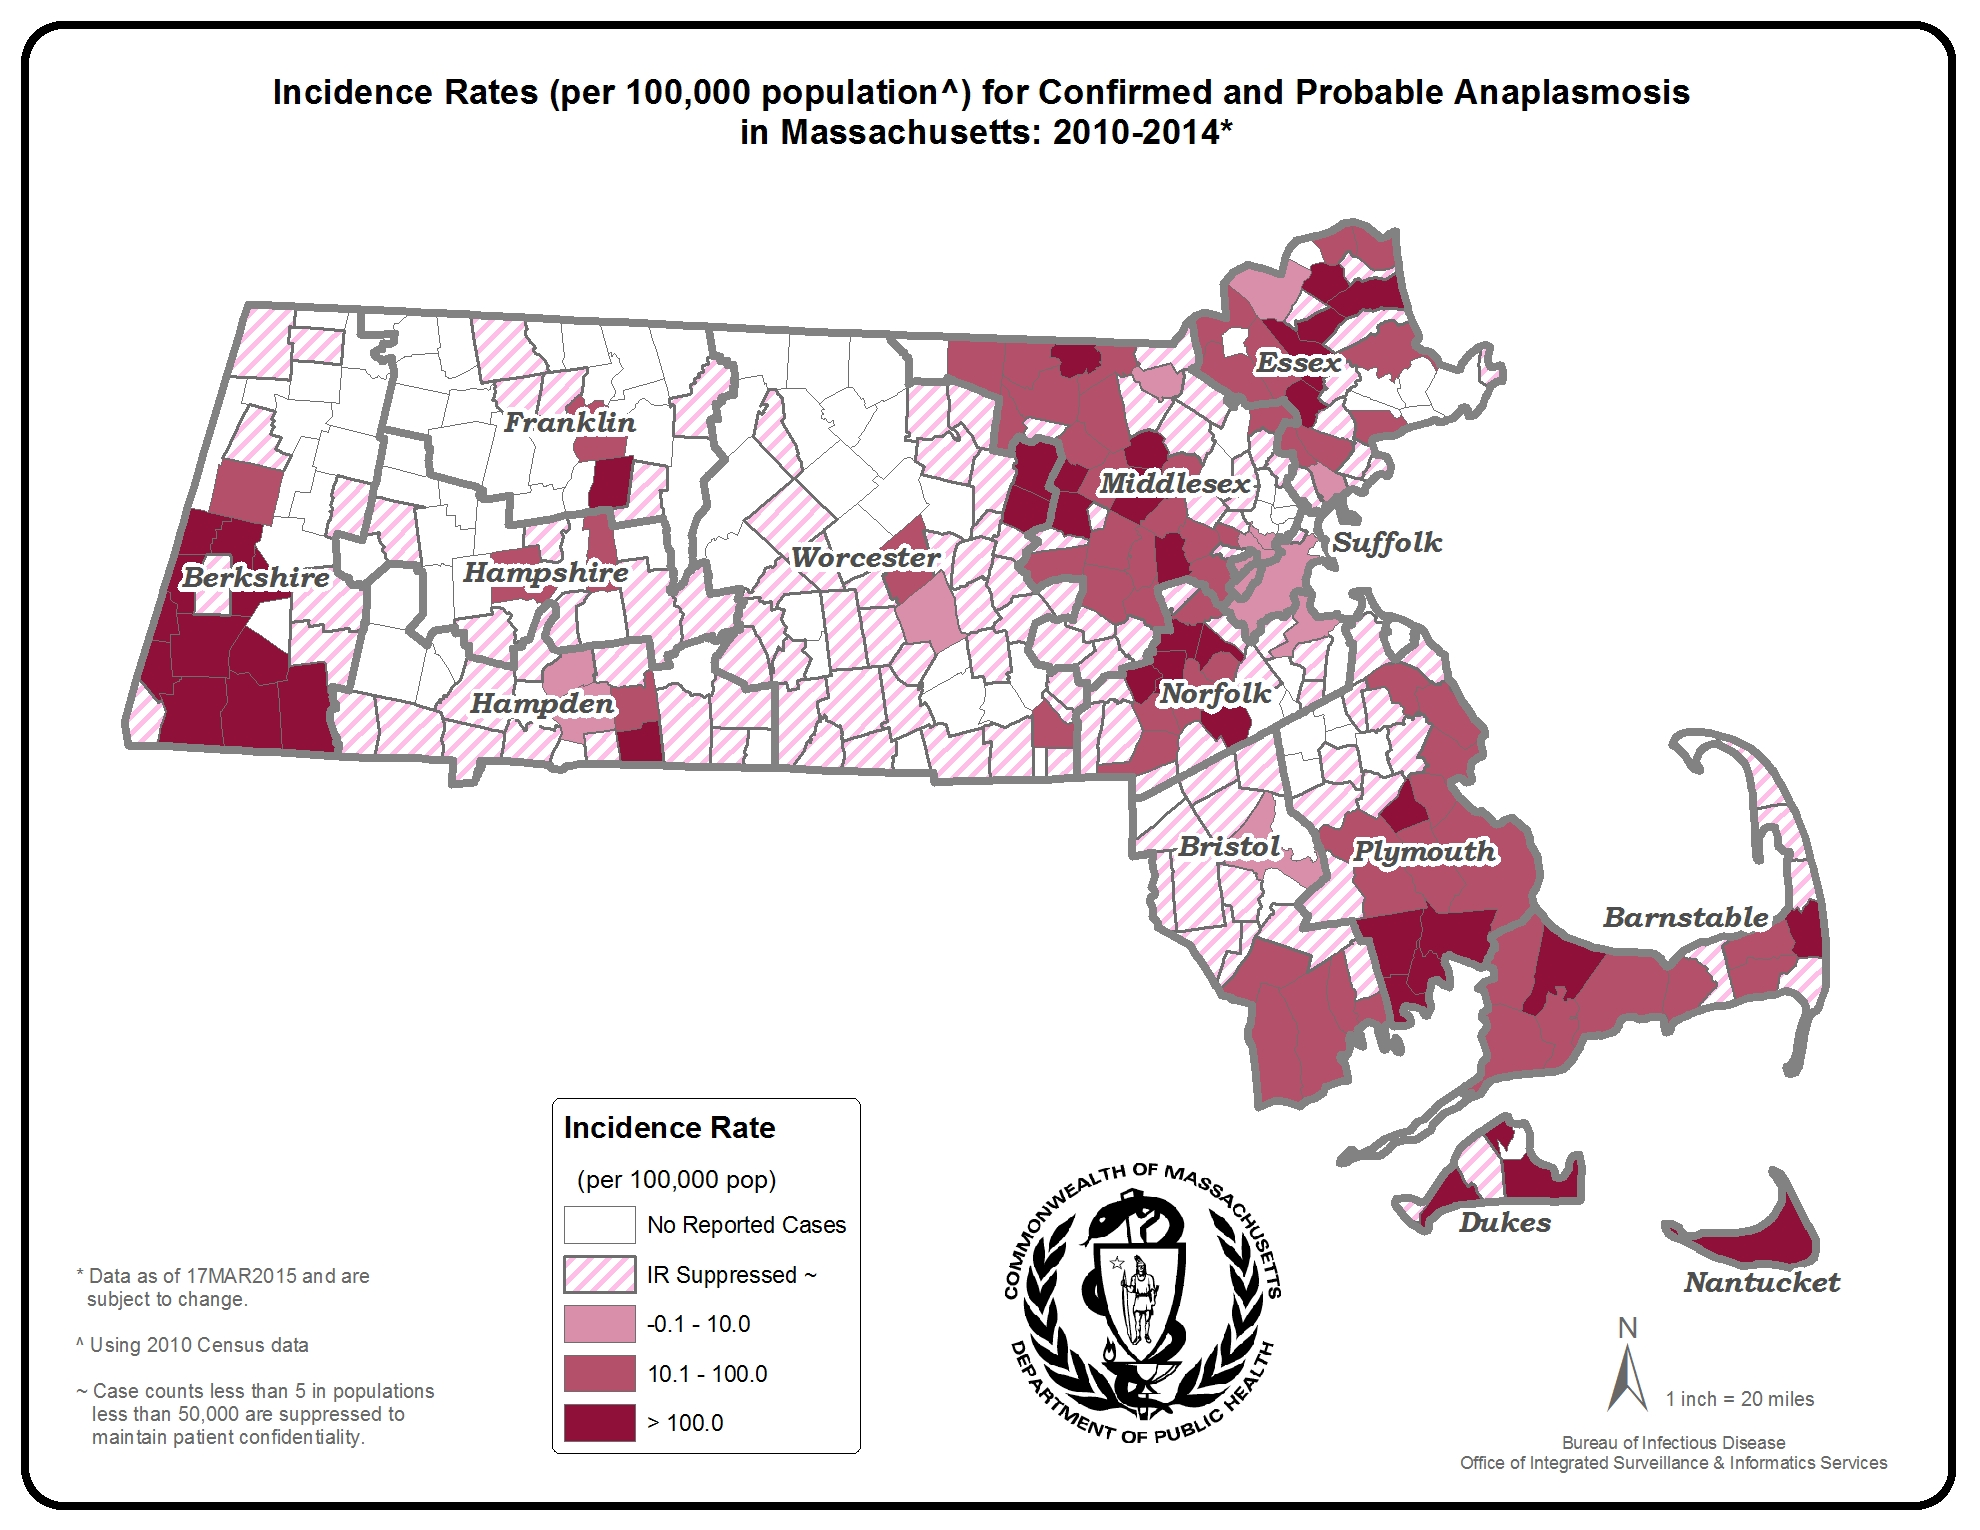 Incidence Rates (per 100,000 population^) for Confirmed and Probable Anaplasmosis
in Massachusetts: 2010-2014*
Essex
Franklin
Middlesex
Suffolk
Worcester
Hampshire
Berkshire
Norfolk
Hampden
Bristol
Plymouth
Barnstable
Dukes
Nantucket
Incidence Rate
(per 100,000 pop)
No Reported Cases
IR Suppressed ~
-0.1 - 10.0
10.1 - 100.0
> 100.0
* Data as of 17MAR2015 and are
subject to change.
^ Using 2010 Census data
~ Case counts less than 5 in populations
less than 50,000 are suppressed to
maintain patient confidentiality.
COMMONWEALTH OF MASSACHUSETTS
DEPARTMENT OF PUBLIC HEALTH
N
1 inch = 20 miles
Bureau of Infectious Disease
Office of Integrated Surveillance & Informatics Services